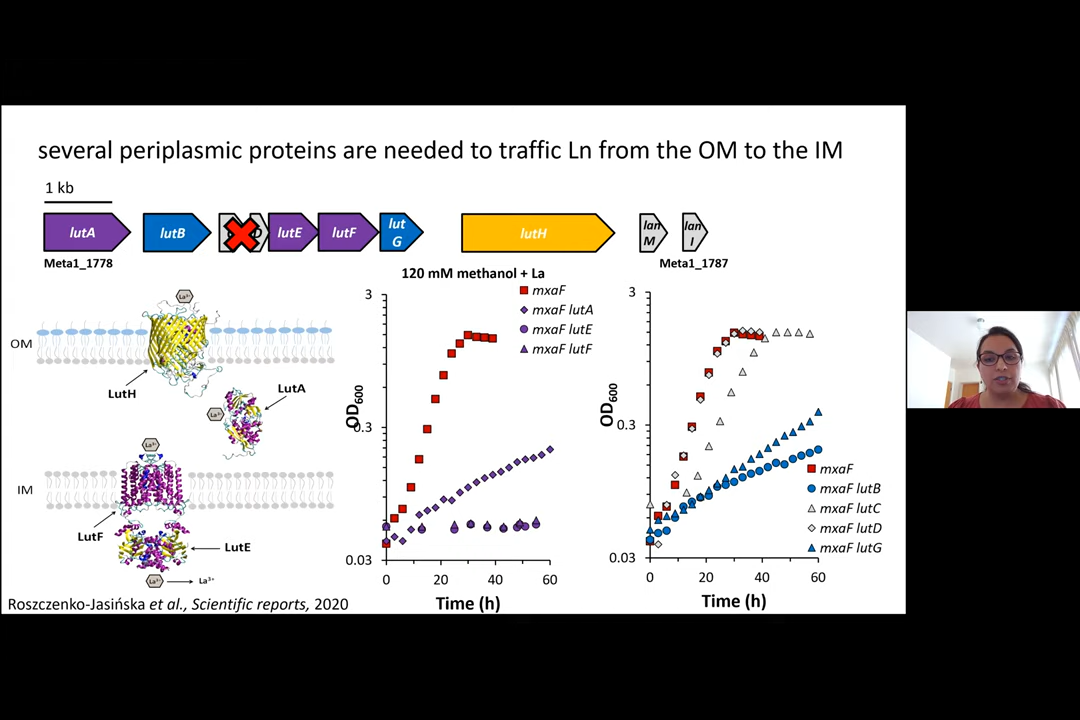 several periplasmic proteins are needed to traffic Ln from the OM to the IM
1 kb
lutA
lutB
lutE
lutF
lut
G
lutH
lan
M
lan
I
Meta1_1778
Meta1_1787
120 mM methanol + La
OM
LutH
LutA
IM
LutF
LutE
La³⁺
3
0.3
0.03
OD600
0
20
40
60
Time (h)
mxaF
mxaF lutA
mxaF lutE
mxaF lutF
3
0.3
0.03
OD600
0
20
40
60
Time (h)
mxaF
mxaF lutB
mxaF lutC
mxaF lutD
mxaF lutG
Roszczenko-Jasińska et al., Scientific reports, 2020